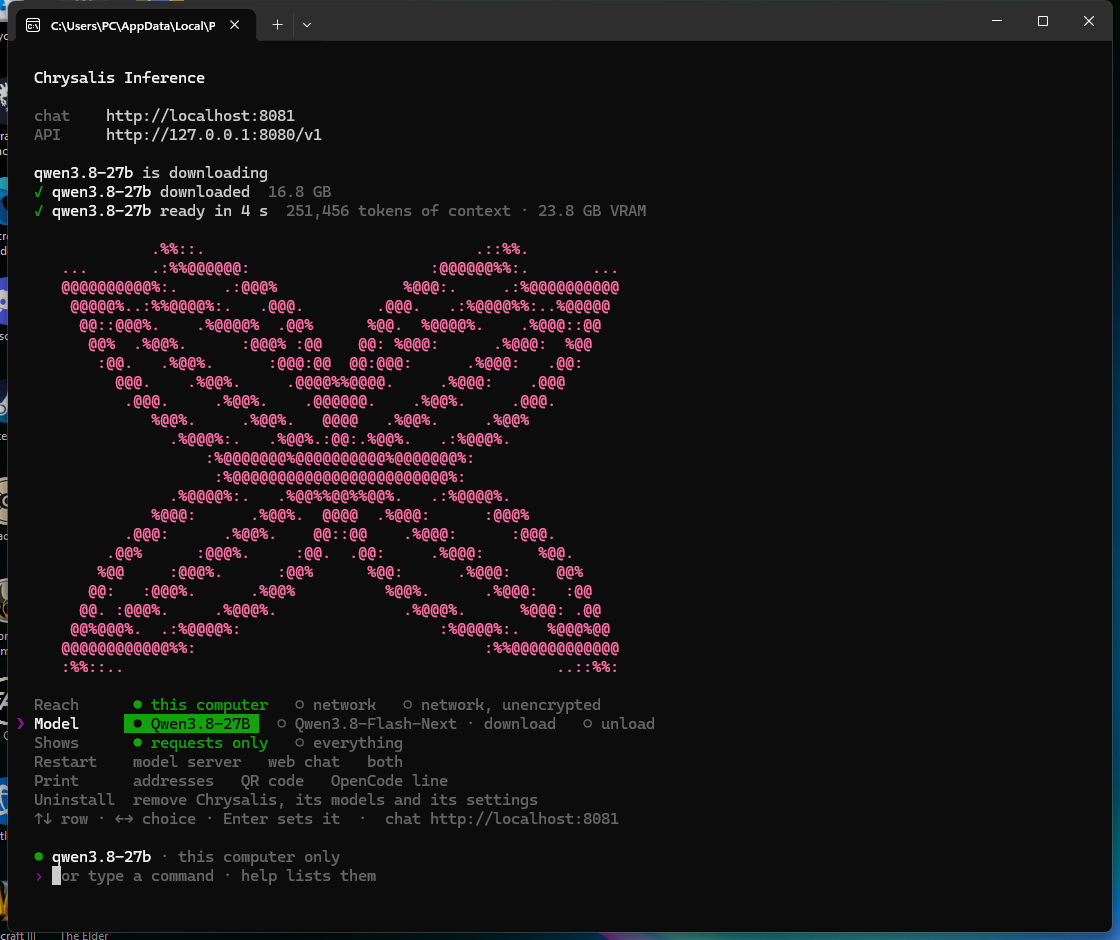 C:\Users\PC\AppData\Local\P
Chrysalis Inference
chat http://localhost:8081
API http://127.0.0.1:8080/v1
qwen3.8-27b is downloading
✓ qwen3.8-27b downloaded 16.8 GB
✓ qwen3.8-27b ready in 4 s 251,456 tokens of context · 23.8 GB VRAM
Reach ● this computer ○ network ○ network, unencrypted
❯ Model ● Qwen3.8-27B ○ Qwen3.8-Flash-Next · download ○ unload
Shows ● requests only ○ everything
Restart model server web chat both
Print addresses QR code OpenCode line
Uninstall remove Chrysalis, its models and its settings
↑↓ row · ←→ choice · Enter sets it · chat http://localhost:8081
● qwen3.8-27b · this computer only
› or type a command · help lists them
craft III The Elder